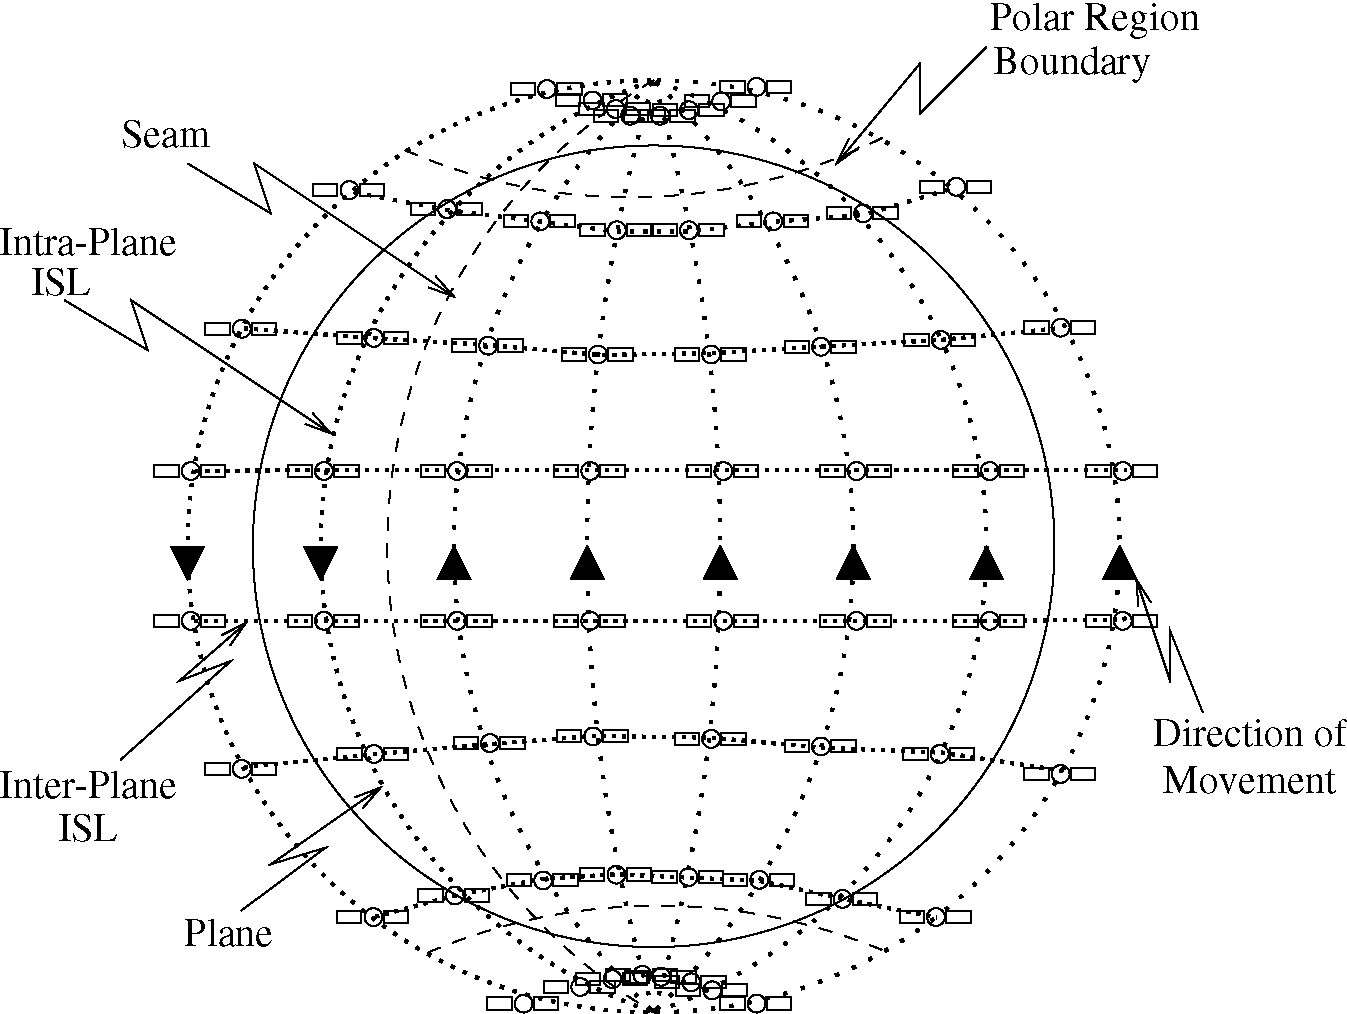 Polar Region
Boundary
Seam
Intra-Plane
ISL
Direction of
Movement
Inter-Plane
ISL
Plane